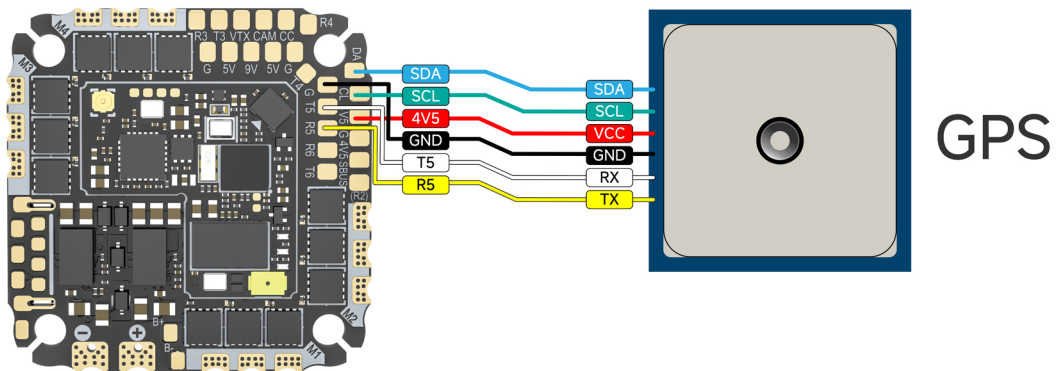 M4
R3 T3 VTX CAM CC
R4
G 5V 9V 5V G
T4
DA
M3
G
CL
T5
V5
R5
G
4V5
R6
SBUS
T6
(R2)
M2
B+
B-
M1
SDA
SCL
4V5
GND
T5
R5
SDA
SCL
VCC
GND
RX
TX
GPS